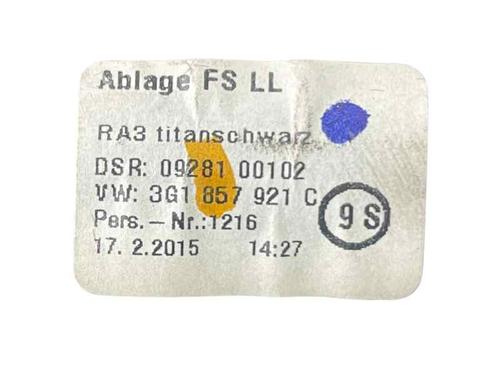 Ablage FS LL
RA3 titanschwarz
DSR: 09281 00102
VW: 3G1 857 921 C
Pers.-Nr.:1216
9 S
17. 2.2015 14:27